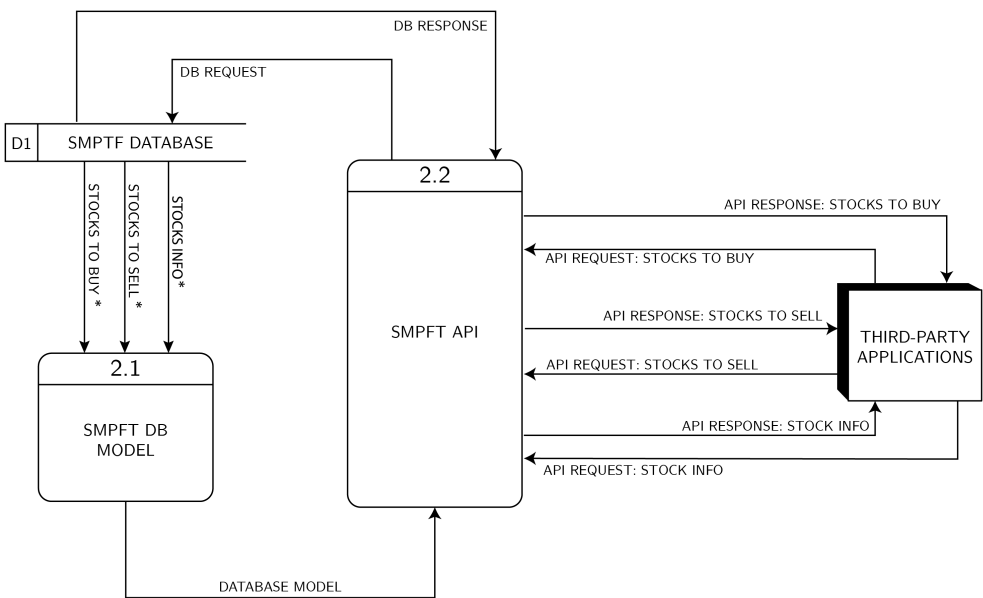 DB RESPONSE
DB REQUEST
D1
SMPTF DATABASE
STOCKS TO BUY *
STOCKS TO SELL *
STOCKS INFO*
2.2
SMPFT API
API RESPONSE: STOCKS TO BUY
API REQUEST: STOCKS TO BUY
API RESPONSE: STOCKS TO SELL
API REQUEST: STOCKS TO SELL
API RESPONSE: STOCK INFO
API REQUEST: STOCK INFO
THIRD-PARTY
APPLICATIONS
2.1
SMPFT DB
MODEL
DATABASE MODEL